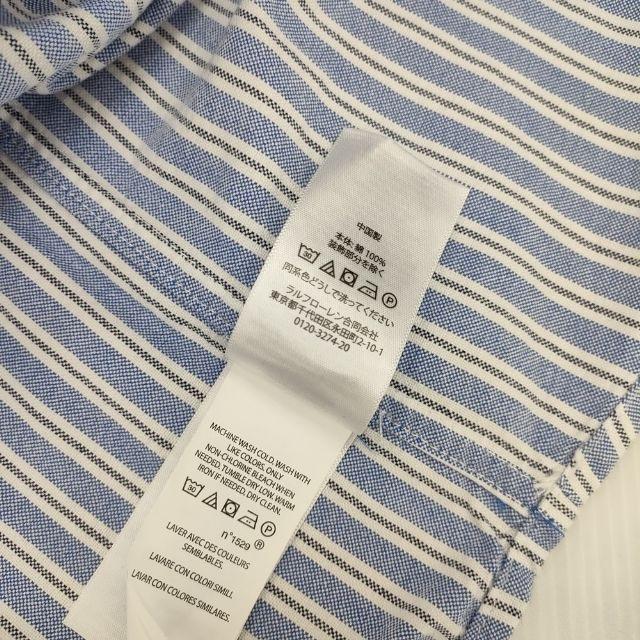 中国製
本体: 綿 100%
装飾部分を除く
同系色どうしで洗ってください
ラルフローレン合同会社
東京都千代田区永田町2-10-1
0120-3274-20
MACHINE WASH COLD, WASH WITH
LIKE COLORS, ONLY
NON-CHLORINE BLEACH WHEN
NEEDED, TUMBLE DRY LOW, WARM
IRON IF NEEDED, DRY CLEAN.
n°1529 ®
LAVER AVEC DES COULEURS
SEMBLABLES.
LAVARE CON COLORI SIMILI.
LAVAR CON COLORES SIMILARES.